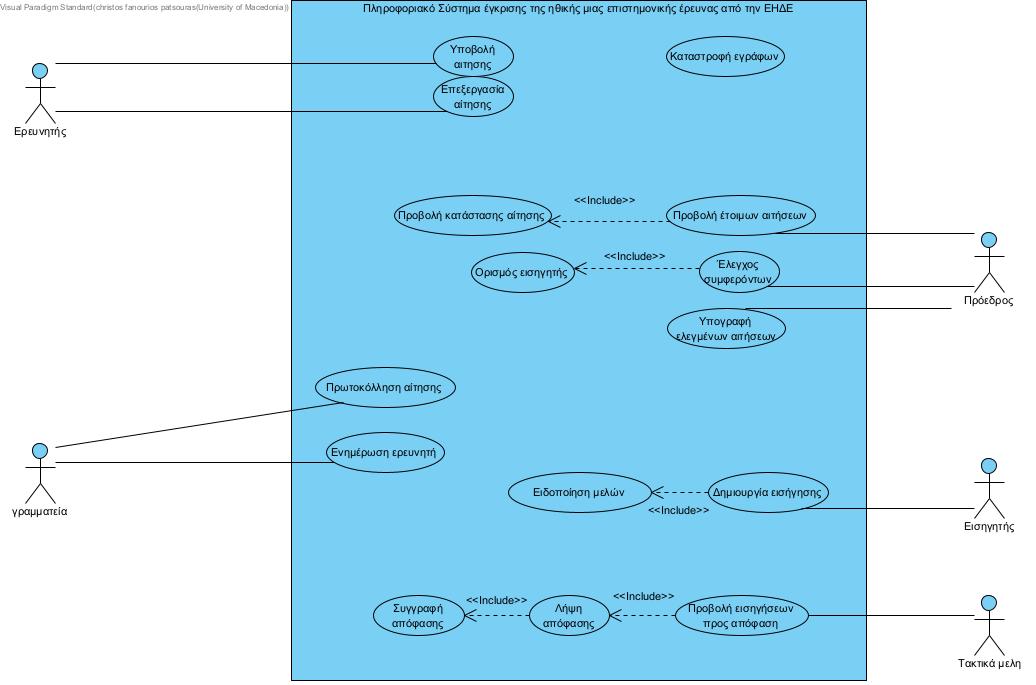 Visual Paradigm Standard(christos fanourios patsouras(University of Macedonia))
Πληροφοριακό Σύστημα έγκρισης της ηθικής μιας επιστημονικής έρευνας από την ΕΗΔΕ
Υποβολή
αιτησης
Καταστροφή εγράφων
Επεξεργασία
αίτησης
Ερευνητής
<<Include>>
Προβολή κατάστασης αίτησης
Προβολή έτοιμων αιτήσεων
<<Include>>
Ορισμός εισηγητής
Έλεγχος
συμφερόντων
Πρόεδρος
Υπογραφή
ελεγμένων αιτήσεων
Πρωτοκόλληση αίτησης
Ενημέρωση ερευνητή
γραμματεία
Ειδοποίηση μελών
Δημιουργία εισήγησης
<<Include>>
Εισηγητής
<<Include>>
<<Include>>
Συγγραφή
απόφασης
Λήψη
απόφασης
Προβολή εισηγήσεων
προς απόφαση
Τακτικά μελη